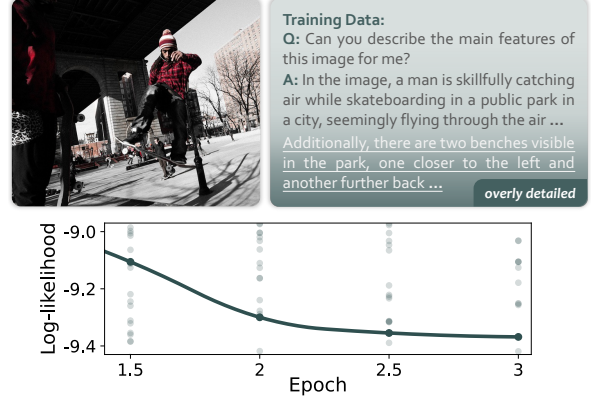 Training Data:
Q: Can you describe the main features of
this image for me?
A: In the image, a man is skillfully catching
air while skateboarding in a public park in
a city, seemingly flying through the air ...
Additionally, there are two benches visible
in the park, one closer to the left and
another further back ...
overly detailed
Log-likelihood
-9.0
-9.2
-9.4
1.5 2 2.5 3
Epoch